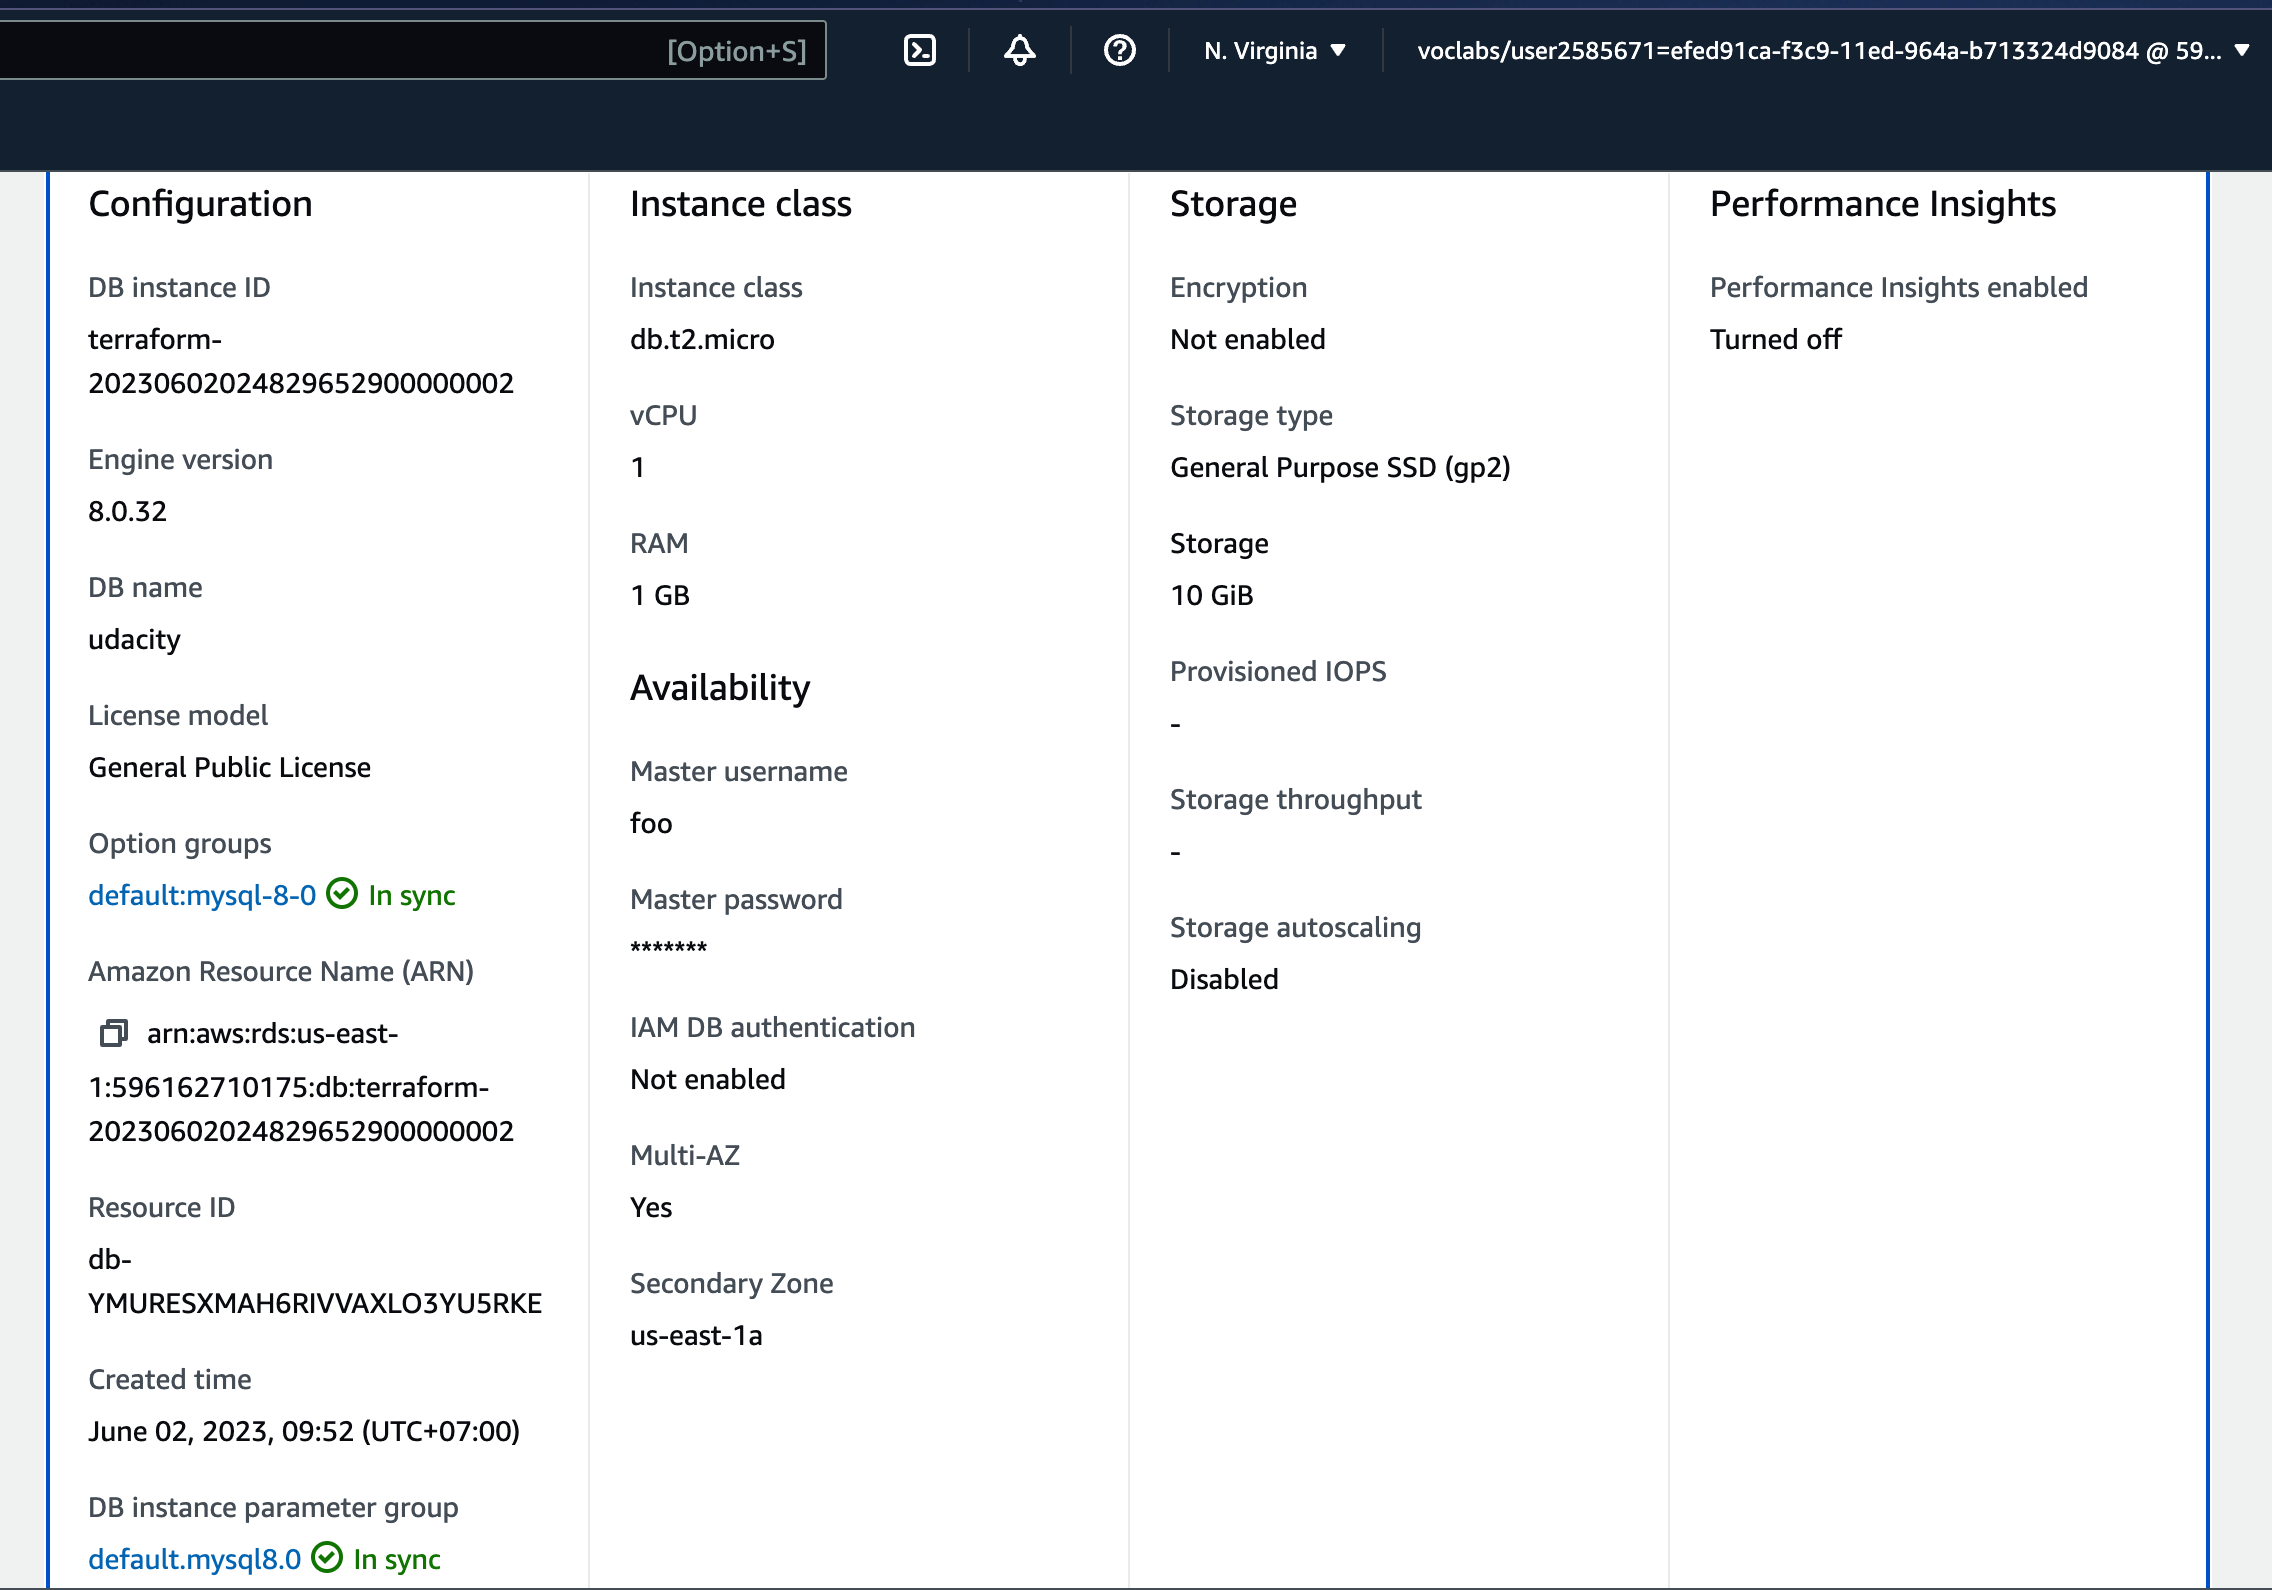 [Option+S]
N. Virginia
voclabs/user2585671=efed91ca-f3c9-11ed-964a-b713324d9084 @ 59...
Configuration
DB instance ID
terraform-
20230602024829652900000002
Engine version
8.0.32
DB name
udacity
License model
General Public License
Option groups
default:mysql-8-0 In sync
Amazon Resource Name (ARN)
arn:aws:rds:us-east-
1:596162710175:db:terraform-
20230602024829652900000002
Resource ID
db-
YMURESXMAH6RIVVAXLO3YU5RKE
Created time
June 02, 2023, 09:52 (UTC+07:00)
DB instance parameter group
default.mysql8.0 In sync
Instance class
Instance class
db.t2.micro
vCPU
1
RAM
1 GB
Availability
Master username
foo
Master password
*******
IAM DB authentication
Not enabled
Multi-AZ
Yes
Secondary Zone
us-east-1a
Storage
Encryption
Not enabled
Storage type
General Purpose SSD (gp2)
Storage
10 GiB
Provisioned IOPS
-
Storage throughput
-
Storage autoscaling
Disabled
Performance Insights
Performance Insights enabled
Turned off